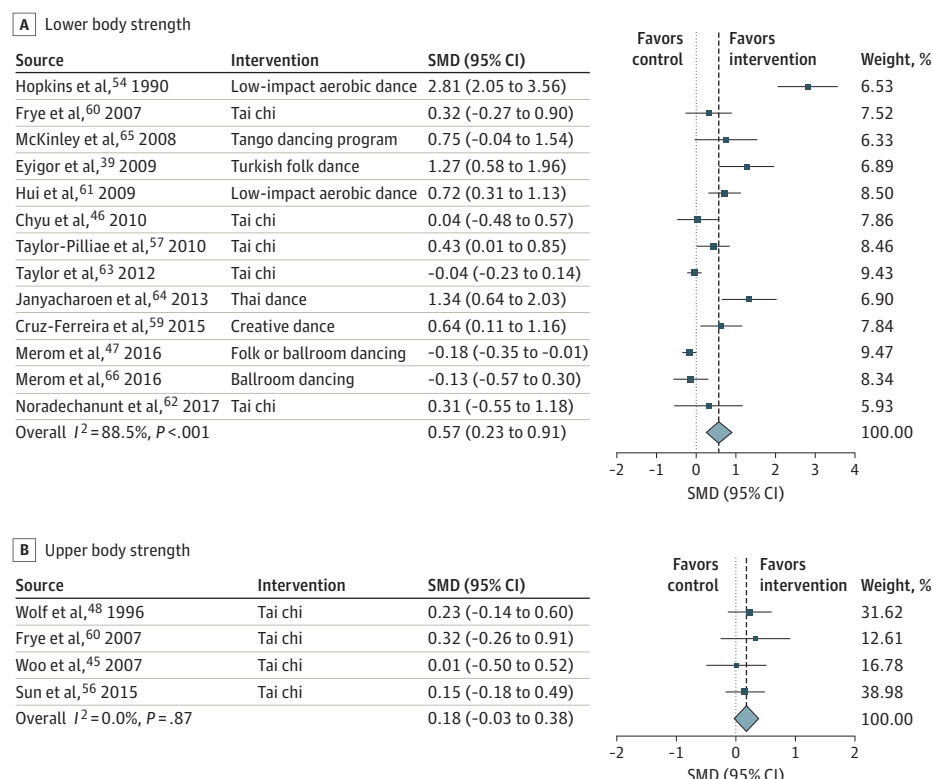 A Lower body strength
Favors control Favors intervention
Source Intervention SMD (95% CI) Weight, %
Hopkins et al,54 1990 Low-impact aerobic dance 2.81 (2.05 to 3.56) 6.53
Frye et al,60 2007 Tai chi 0.32 (-0.27 to 0.90) 7.52
McKinley et al,65 2008 Tango dancing program 0.75 (-0.04 to 1.54) 6.33
Eyigor et al,39 2009 Turkish folk dance 1.27 (0.58 to 1.96) 6.89
Hui et al,61 2009 Low-impact aerobic dance 0.72 (0.31 to 1.13) 8.50
Chyu et al,46 2010 Tai chi 0.04 (-0.48 to 0.57) 7.86
Taylor-Pilliae et al,57 2010 Tai chi 0.43 (0.01 to 0.85) 8.46
Taylor et al,63 2012 Tai chi -0.04 (-0.23 to 0.14) 9.43
Janyacharoen et al,64 2013 Thai dance 1.34 (0.64 to 2.03) 6.90
Cruz-Ferreira et al,59 2015 Creative dance 0.64 (0.11 to 1.16) 7.84
Merom et al,47 2016 Folk or ballroom dancing -0.18 (-0.35 to -0.01) 9.47
Merom et al,66 2016 Ballroom dancing -0.13 (-0.57 to 0.30) 8.34
Noradechanunt et al,62 2017 Tai chi 0.31 (-0.55 to 1.18) 5.93
Overall I2=88.5%, P<.001 0.57 (0.23 to 0.91) 100.00
-2 -1 0 1 2 3 4
SMD (95% CI)
B Upper body strength
Favors control Favors intervention
Source Intervention SMD (95% CI) Weight, %
Wolf et al,48 1996 Tai chi 0.23 (-0.14 to 0.60) 31.62
Frye et al,60 2007 Tai chi 0.32 (-0.26 to 0.91) 12.61
Woo et al,45 2007 Tai chi 0.01 (-0.50 to 0.52) 16.78
Sun et al,56 2015 Tai chi 0.15 (-0.18 to 0.49) 38.98
Overall I2=0.0%, P=.87 0.18 (-0.03 to 0.38) 100.00
-2 -1 0 1 2
SMD (95% CI)